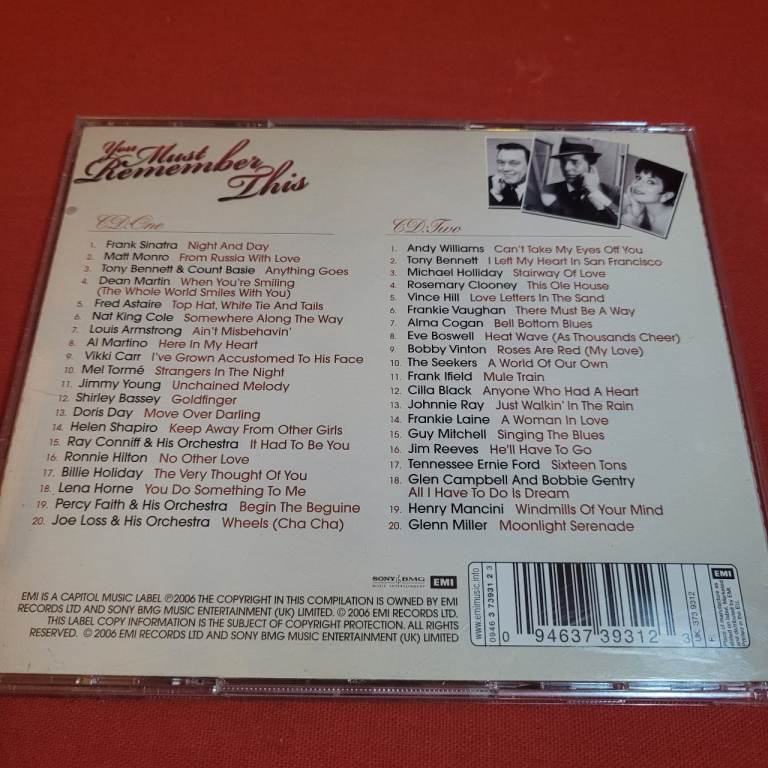 You Must
Remember
This
CD:One
1. Frank Sinatra Night And Day
2. Matt Monro From Russia With Love
3. Tony Bennett & Count Basie Anything Goes
4. Dean Martin When You're Smiling
(The Whole World Smiles With You)
5. Fred Astaire Top Hat, White Tie And Tails
6. Nat King Cole Somewhere Along The Way
7. Louis Armstrong Ain't Misbehavin'
8. Al Martino Here In My Heart
9. Vikki Carr I've Grown Accustomed To His Face
10. Mel Tormé Strangers In The Night
11. Jimmy Young Unchained Melody
12. Shirley Bassey Goldfinger
13. Doris Day Move Over Darling
14. Helen Shapiro Keep Away From Other Girls
15. Ray Conniff & His Orchestra It Had To Be You
16. Ronnie Hilton No Other Love
17. Billie Holiday The Very Thought Of You
18. Lena Horne You Do Something To Me
19. Percy Faith & His Orchestra Begin The Beguine
20. Joe Loss & His Orchestra Wheels (Cha Cha)
CD:Two
1. Andy Williams Can't Take My Eyes Off You
2. Tony Bennett I Left My Heart In San Francisco
3. Michael Holliday Stairway Of Love
4. Rosemary Clooney This Ole House
5. Vince Hill Love Letters In The Sand
6. Frankie Vaughan There Must Be A Way
7. Alma Cogan Bell Bottom Blues
8. Eve Boswell Heat Wave (As Thousands Cheer)
9. Bobby Vinton Roses Are Red (My Love)
10. The Seekers A World Of Our Own
11. Frank Ifield Mule Train
12. Cilla Black Anyone Who Had A Heart
13. Johnnie Ray Just Walkin' In The Rain
14. Frankie Laine A Woman In Love
15. Guy Mitchell Singing The Blues
16. Jim Reeves He'll Have To Go
17. Tennessee Ernie Ford Sixteen Tons
18. Glen Campbell And Bobbie Gentry
All I Have To Do Is Dream
19. Henry Mancini Windmills Of Your Mind
20. Glenn Miller Moonlight Serenade
SONY BMG
MUSIC ENTERTAINMENT
EMI
EMI IS A CAPITOL MUSIC LABEL ℗2006 THE COPYRIGHT IN THIS COMPILATION IS OWNED BY EMI
RECORDS LTD AND SONY BMG MUSIC ENTERTAINMENT (UK) LIMITED. © 2006 EMI RECORDS LTD.
THIS LABEL COPY INFORMATION IS THE SUBJECT OF COPYRIGHT PROTECTION. ALL RIGHTS
RESERVED. © 2006 EMI RECORDS LTD AND SONY BMG MUSIC ENTERTAINMENT (UK) LIMITED
www.emimusic.info
0946 3 73931 2 3
0 94637 39312 3
UK: 373 9312
EMI